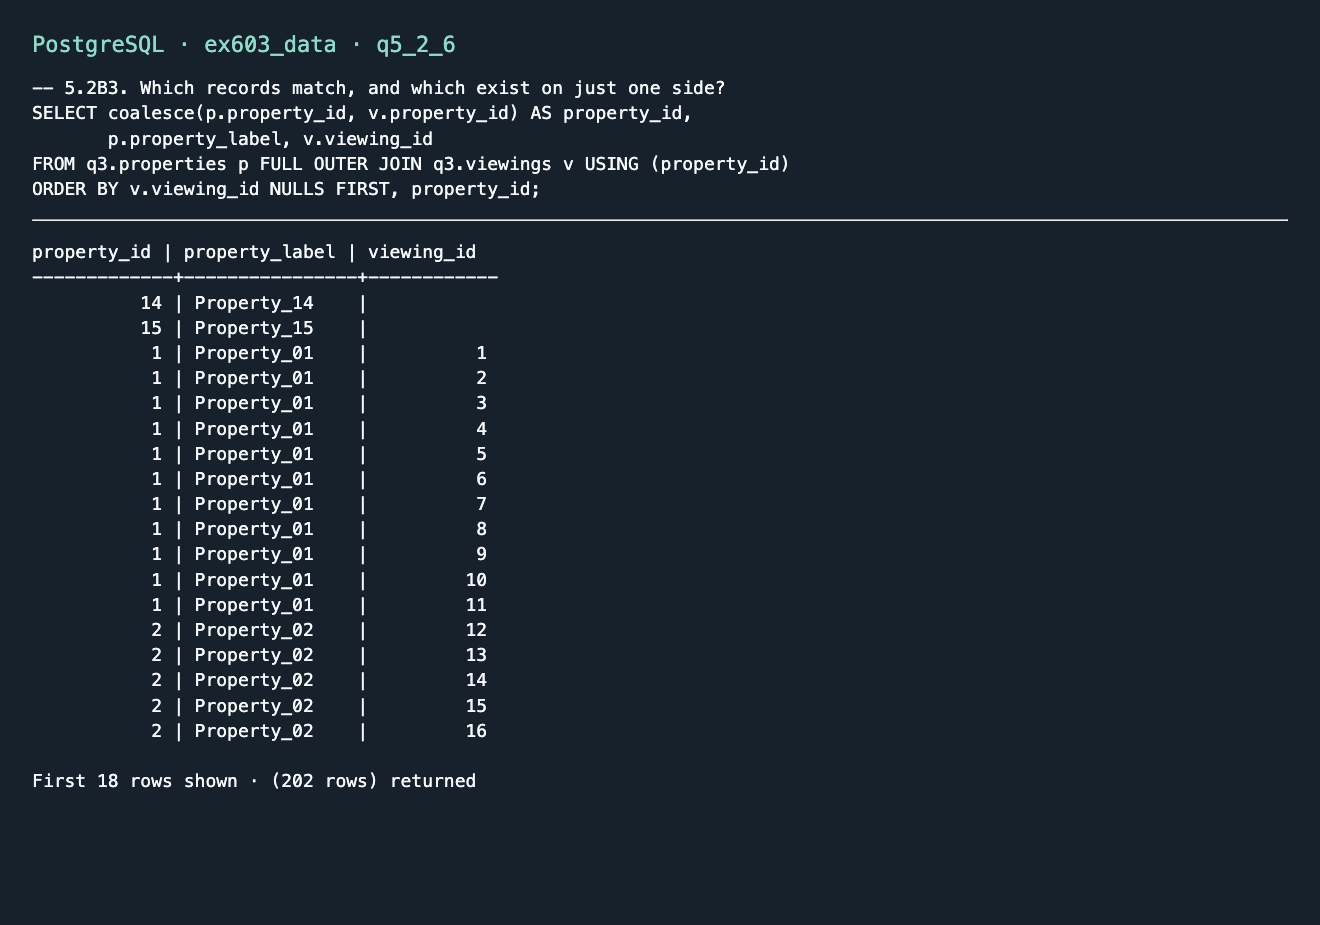 PostgreSQL · ex603_data · q5_2_6
-- 5.2B3. Which records match, and which exist on just one side?
SELECT coalesce(p.property_id, v.property_id) AS property_id,
       p.property_label, v.viewing_id
FROM q3.properties p FULL OUTER JOIN q3.viewings v USING (property_id)
ORDER BY v.viewing_id NULLS FIRST, property_id;
property_id | property_label | viewing_id
-------------+----------------+------------
          14 | Property_14    |
          15 | Property_15    |
           1 | Property_01    |          1
           1 | Property_01    |          2
           1 | Property_01    |          3
           1 | Property_01    |          4
           1 | Property_01    |          5
           1 | Property_01    |          6
           1 | Property_01    |          7
           1 | Property_01    |          8
           1 | Property_01    |          9
           1 | Property_01    |         10
           1 | Property_01    |         11
           2 | Property_02    |         12
           2 | Property_02    |         13
           2 | Property_02    |         14
           2 | Property_02    |         15
           2 | Property_02    |         16
First 18 rows shown · (202 rows) returned